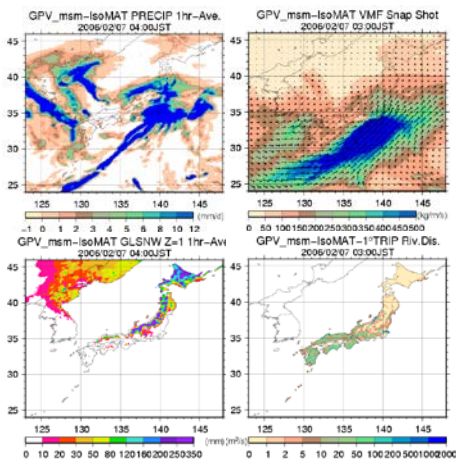 GPV_msm-IsoMAT PRECIP 1hr-Ave.
2006/02/07 04:00JST
45
40
35
30
25
125 130 135 140 145
-1 0 1 2 3 4 5 6 8 10 12
(mm/d)
GPV_msm-IsoMAT VMF Snap Shot
2006/02/07 03:00JST
45
40
35
30
25
125 130 135 140 145
0 50 100 150 200 250 300 350 400 450 500
(kg/m/s)
GPV_msm-IsoMAT GLSNW Z=1 1hr-Ave
2006/02/07 04:00JST
45
40
35
30
25
125 130 135 140 145
0 10 20 30 50 80 120 160 200 250 350
(mm)
GPV_msm-IsoMAT-1°TRIP Riv.Dis.
2006/02/07 03:00JST
45
40
35
30
25
125 130 135 140 145
(m³/s)
0 2 5 10 20 50 100 200 500 1000 2000